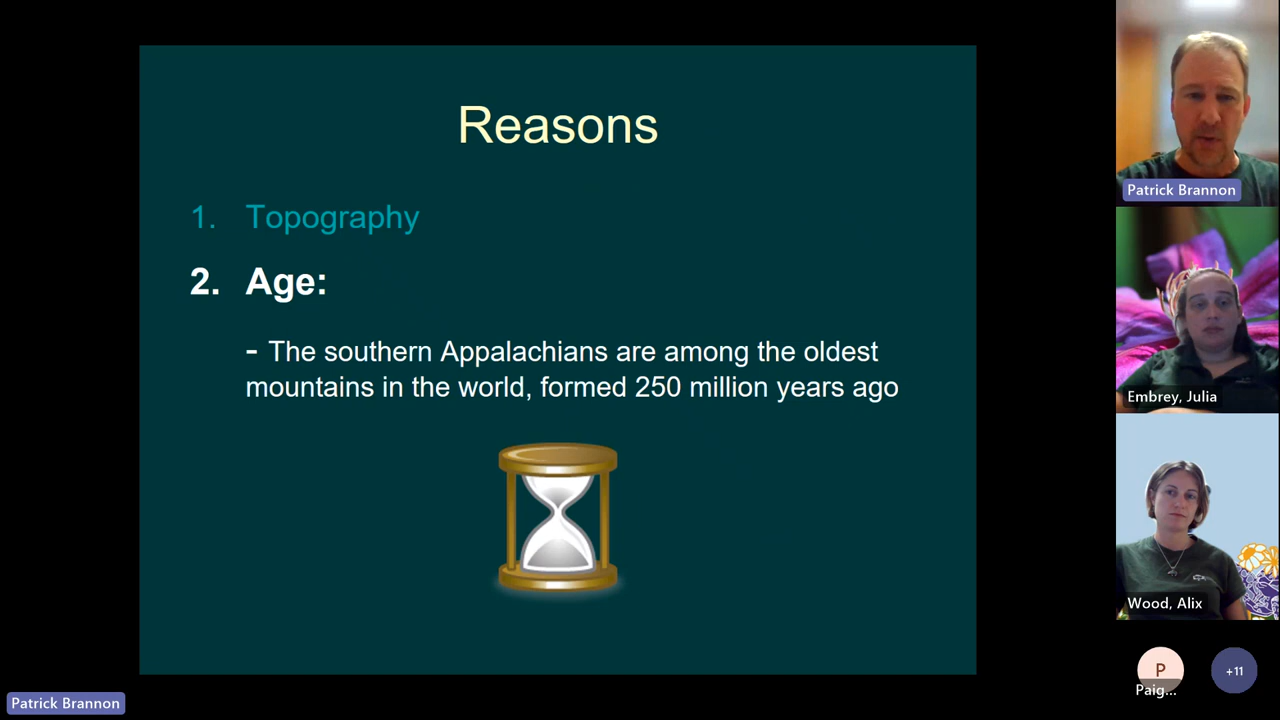 Reasons
1. Topography
2. Age:
- The southern Appalachians are among the oldest
mountains in the world, formed 250 million years ago
Patrick Brannon
Embrey, Julia
Wood, Alix
P
Paig...
+11
Patrick Brannon